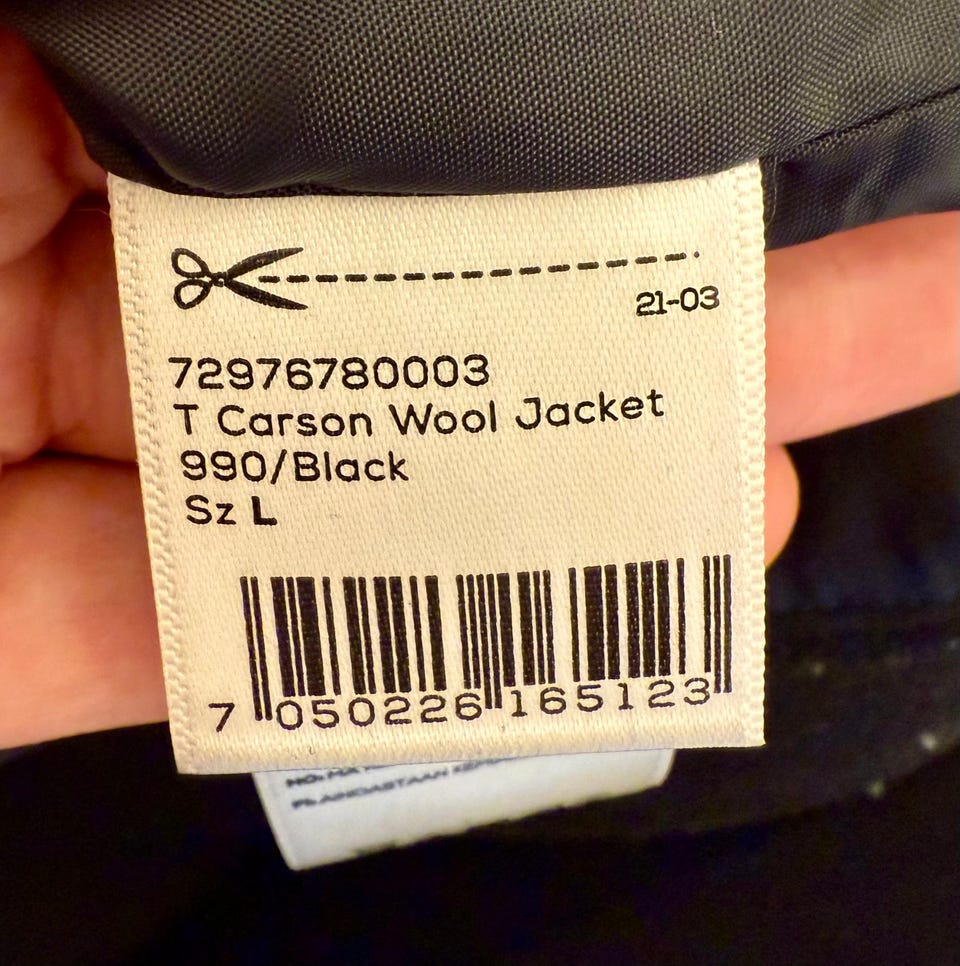 21-03
72976780003
T Carson Wool Jacket
990/Black
Sz L
7 050226 165123